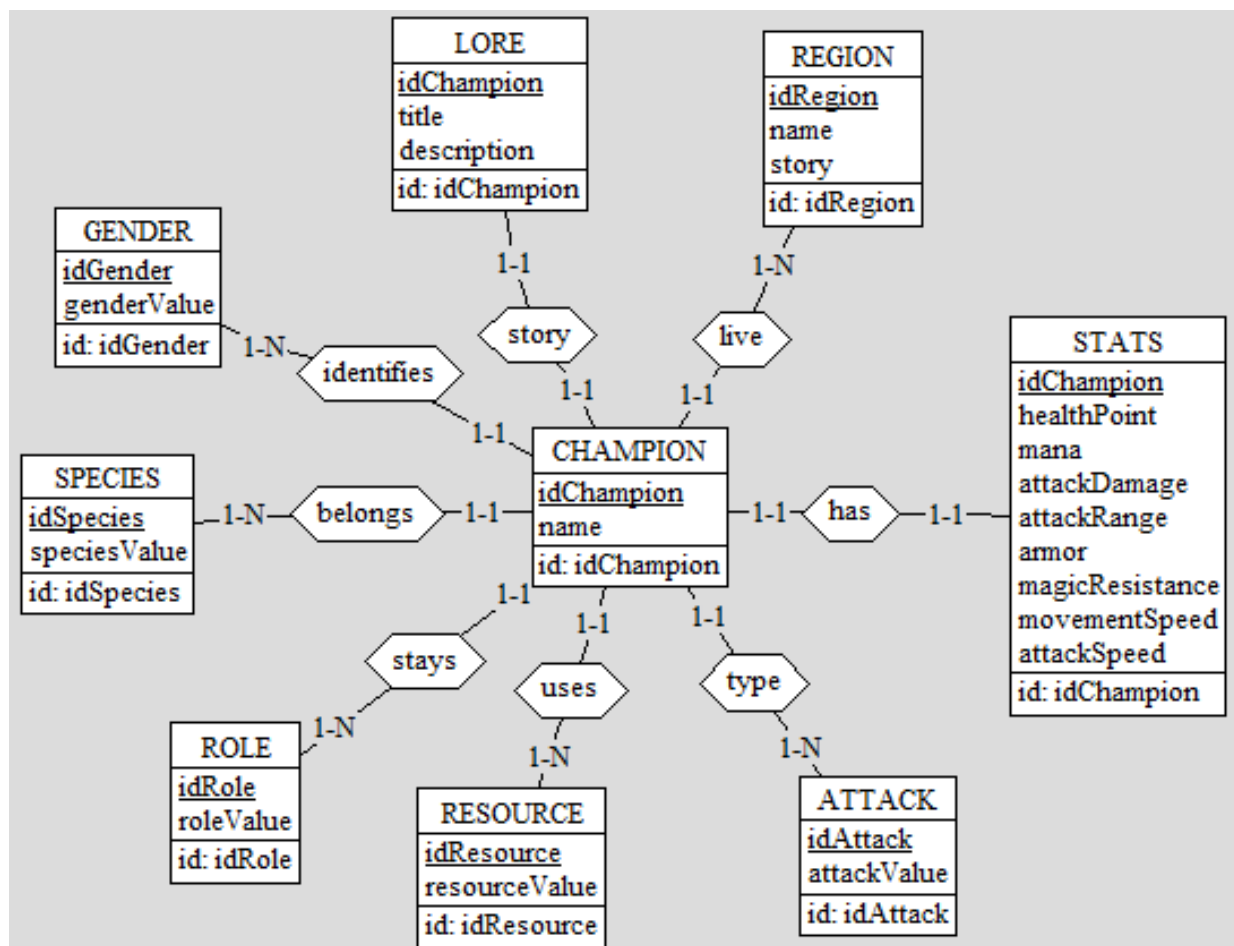 LORE
idChampion
title
description
id: idChampion
REGION
idRegion
name
story
id: idRegion
GENDER
idGender
genderValue
id: idGender
1-1
1-N
story
live
1-N
identifies
1-1
1-1
1-1
STATS
idChampion
healthPoint
mana
attackDamage
attackRange
armor
magicResistance
movementSpeed
attackSpeed
id: idChampion
CHAMPION
idChampion
name
id: idChampion
SPECIES
idSpecies
speciesValue
id: idSpecies
1-N
belongs
1-1
1-1
has
1-1
1-1
1-1
1-1
stays
uses
type
1-N
1-N
1-N
ROLE
idRole
roleValue
id: idRole
RESOURCE
idResource
resourceValue
id: idResource
ATTACK
idAttack
attackValue
id: idAttack